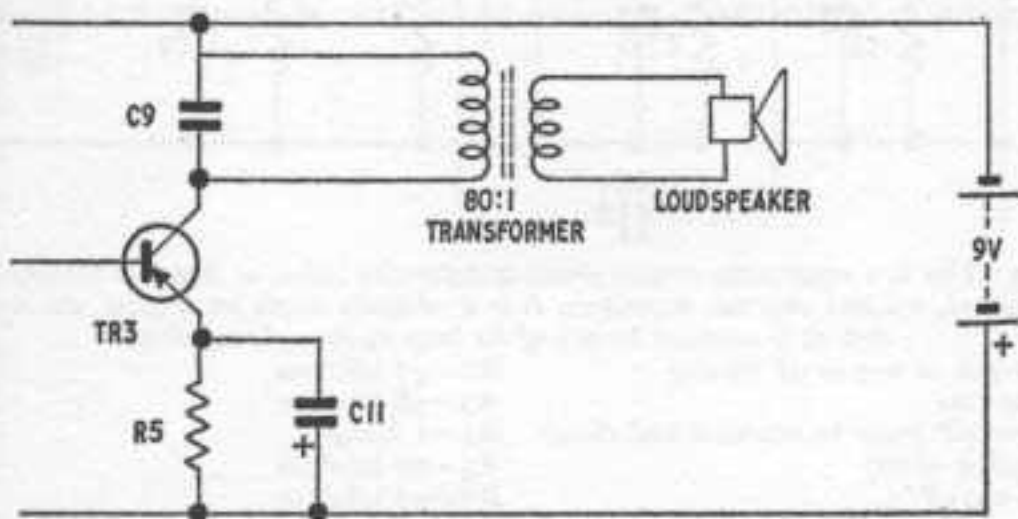 C9
80:1
TRANSFORMER
LOUDSPEAKER
9V
+
TR3
R5
C11
+